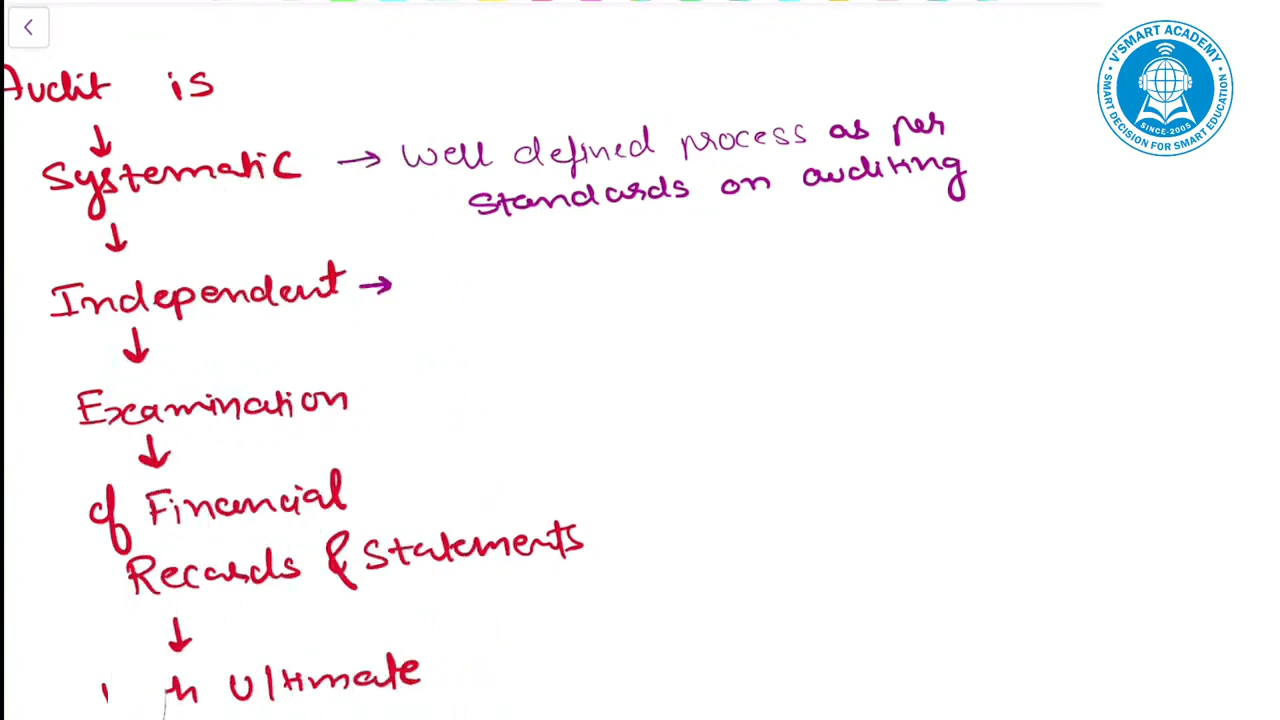 Audit is
↓
Systematic → Well defined process as per
standards on auditing
↓
Independent →
↓
Examination
↓
of Financial
Records & Statements
↓
Ultimate
V'SMART ACADEMY
SINCE-2005
SMART DECISION FOR SMART EDUCATION